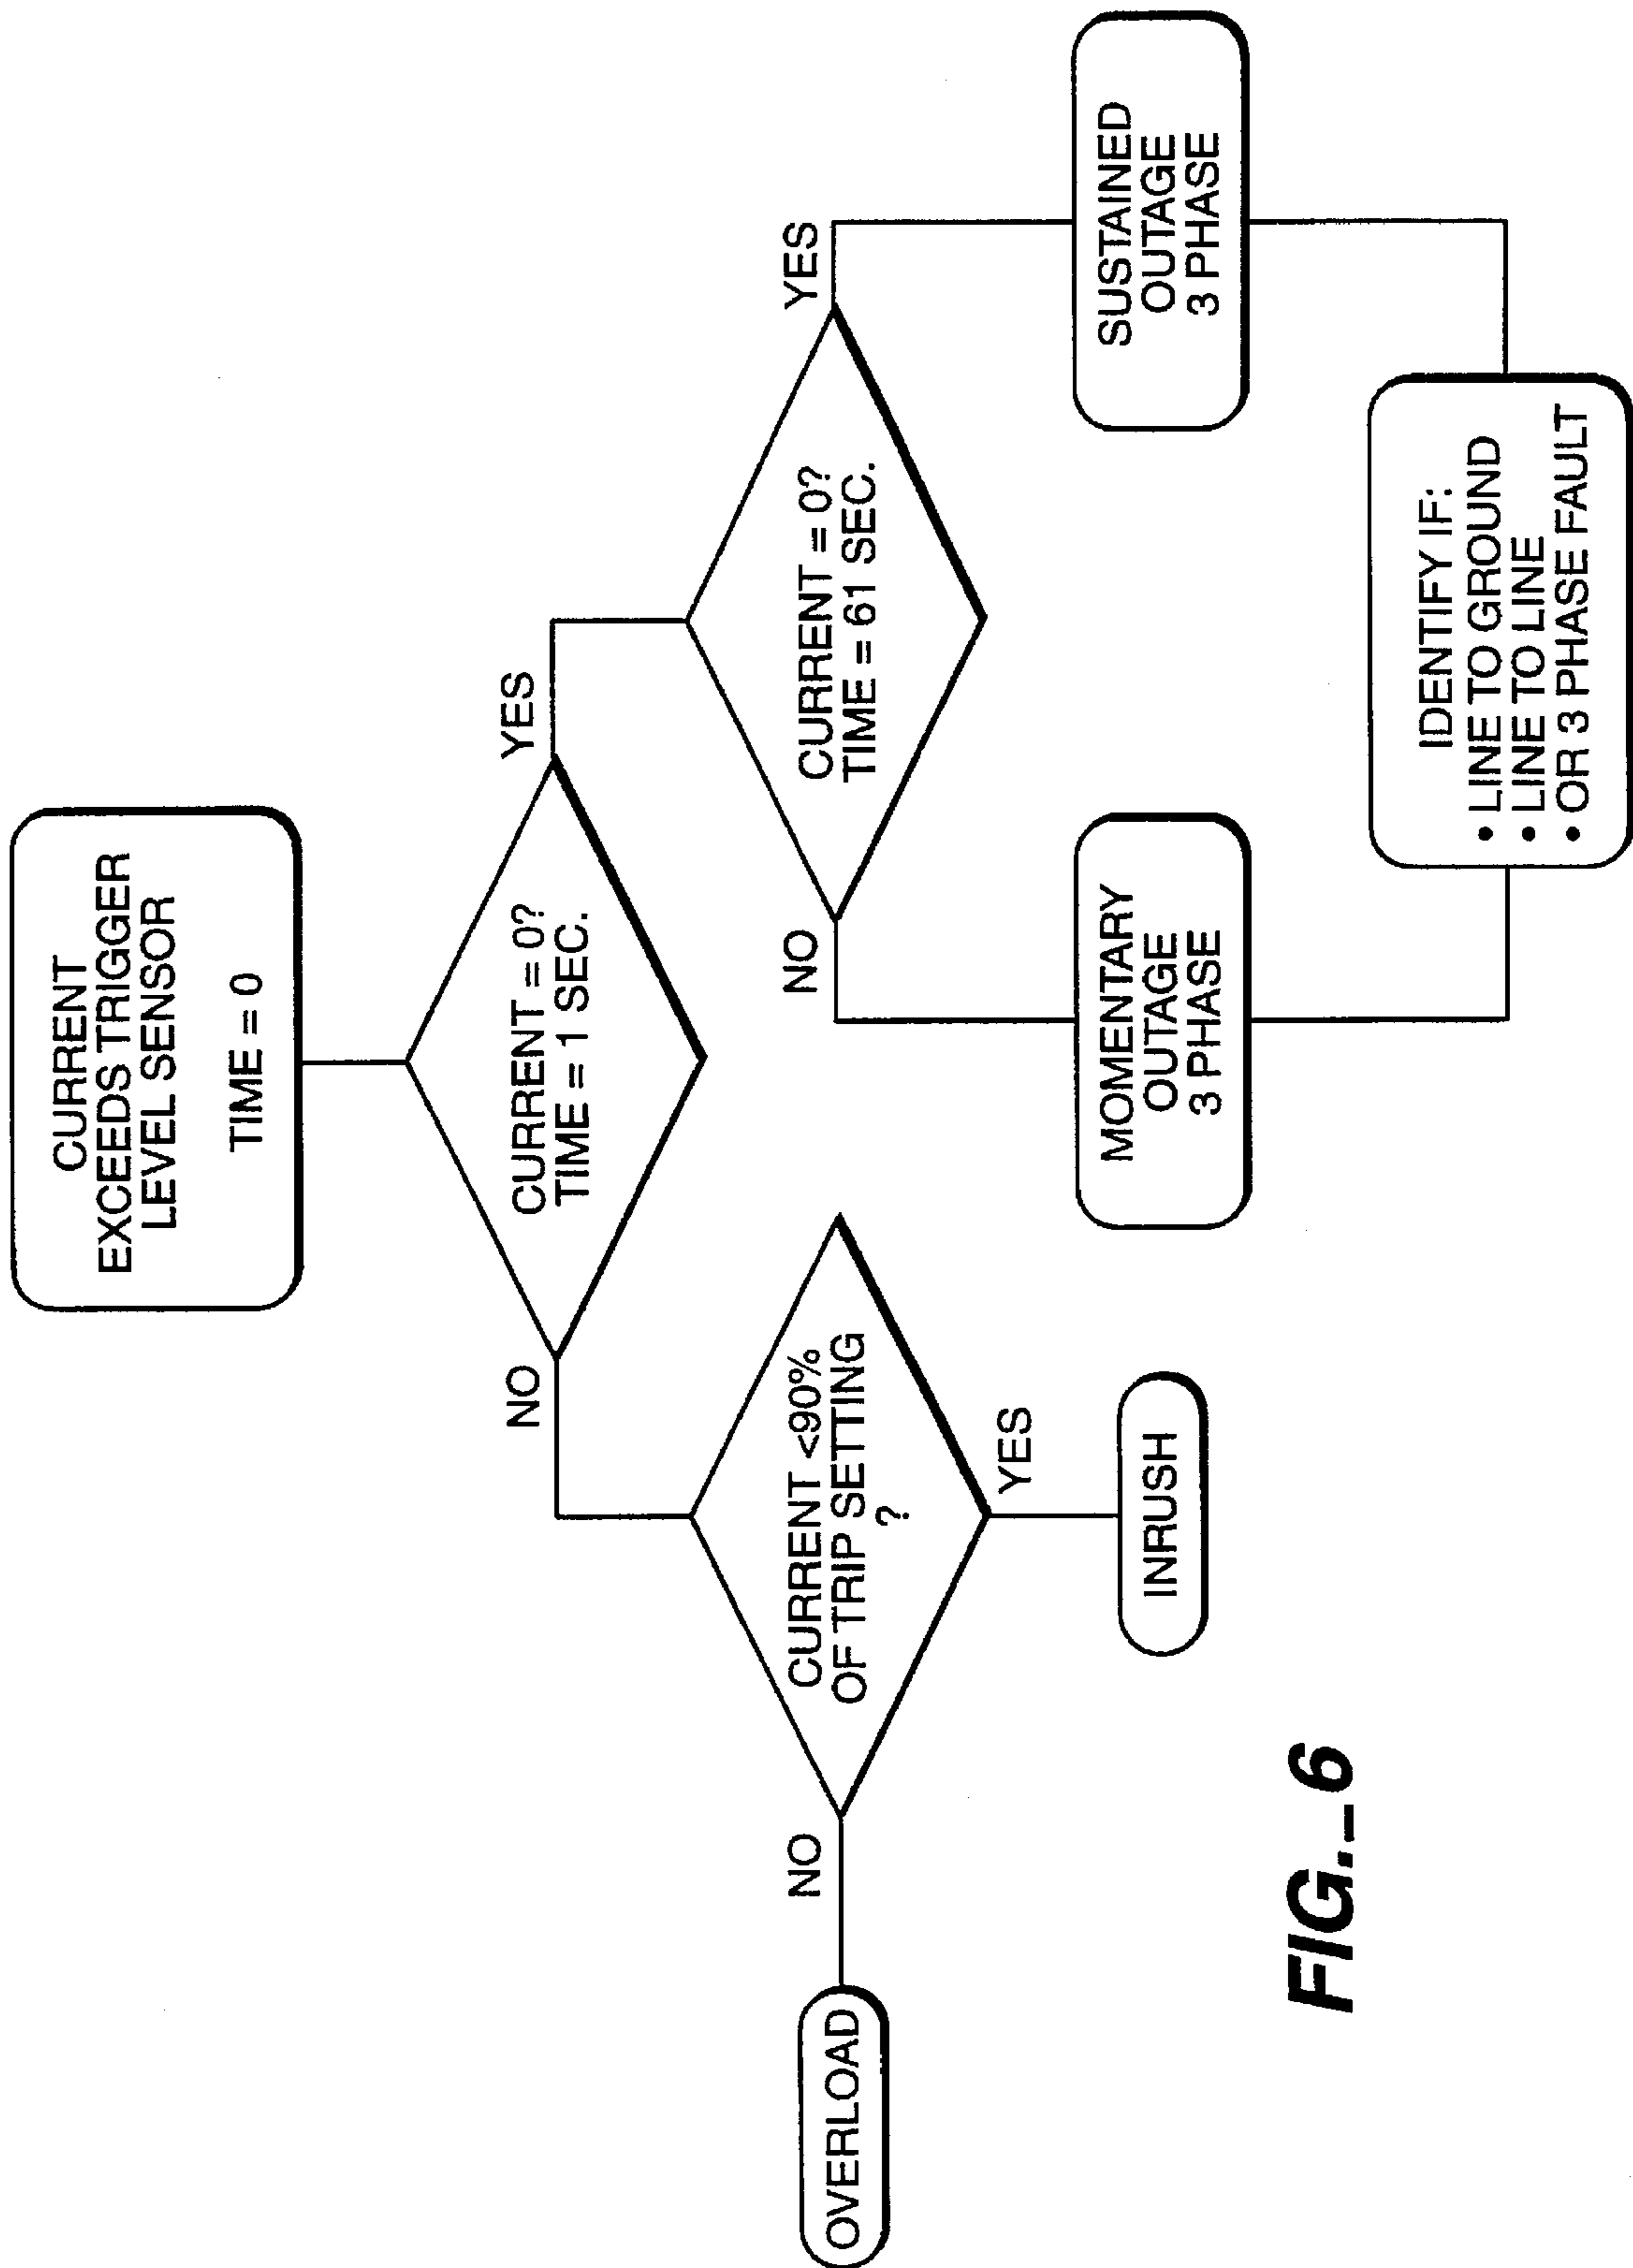 CURRENT
EXCEEDS TRIGGER
LEVEL SENSOR
TIME = 0
CURRENT = 0?
TIME = 1 SEC.
NO
YES
CURRENT <90%
OF TRIP SETTING
?
NO
YES
OVERLOAD
INRUSH
CURRENT = 0?
TIME = 61 SEC.
NO
YES
MOMENTARY
OUTAGE
3 PHASE
SUSTAINED
OUTAGE
3 PHASE
IDENTIFY IF:
• LINE TO GROUND
• LINE TO LINE
• OR 3 PHASE FAULT
FIG.–6